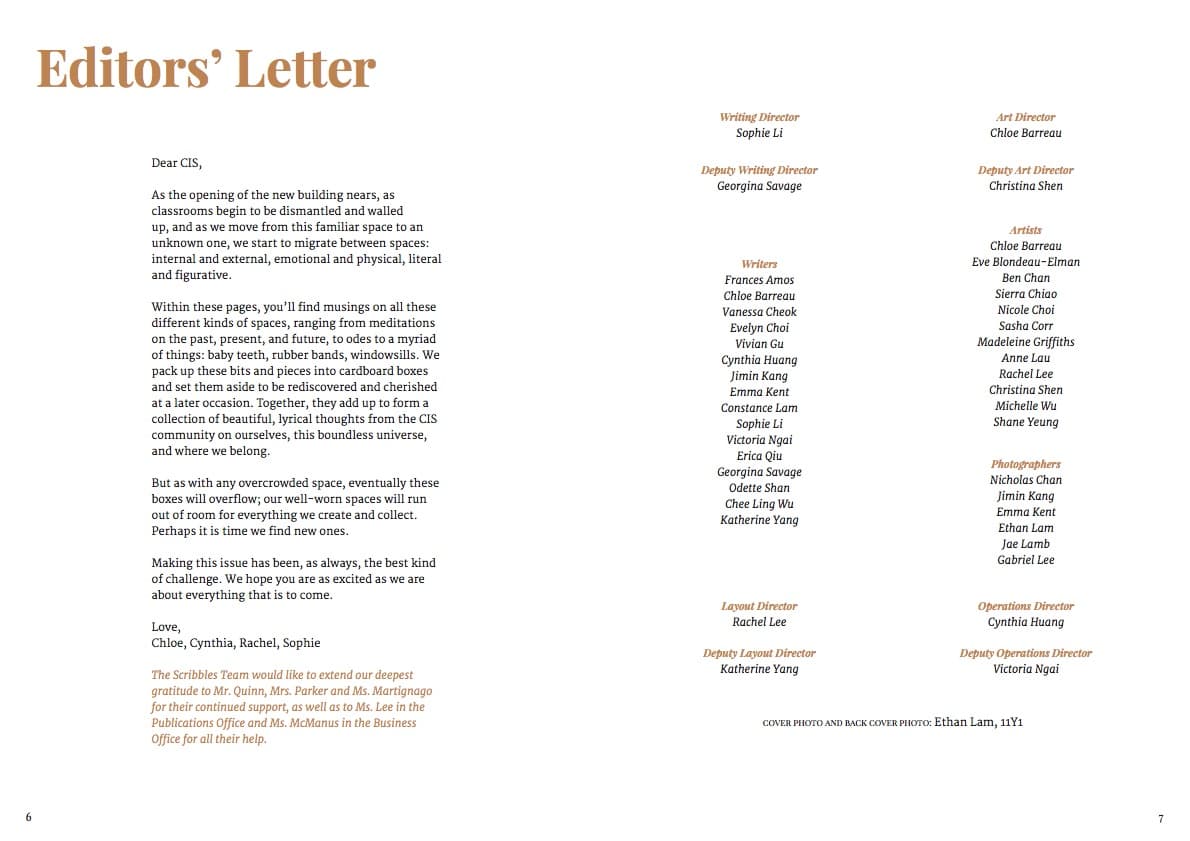 Editors’ Letter
Dear CIS,
As the opening of the new building nears, as
classrooms begin to be dismantled and walled
up, and as we move from this familiar space to an
unknown one, we start to migrate between spaces:
internal and external, emotional and physical, literal
and figurative.
Within these pages, you’ll find musings on all these
different kinds of spaces, ranging from meditations
on the past, present, and future, to odes to a myriad
of things: baby teeth, rubber bands, windowsills. We
pack up these bits and pieces into cardboard boxes
and set them aside to be rediscovered and cherished
at a later occasion. Together, they add up to form a
collection of beautiful, lyrical thoughts from the CIS
community on ourselves, this boundless universe,
and where we belong.
But as with any overcrowded space, eventually these
boxes will overflow; our well-worn spaces will run
out of room for everything we create and collect.
Perhaps it is time we find new ones.
Making this issue has been, as always, the best kind
of challenge. We hope you are as excited as we are
about everything that is to come.
Love,
Chloe, Cynthia, Rachel, Sophie
The Scribbles Team would like to extend our deepest
gratitude to Mr. Quinn, Mrs. Parker and Ms. Martignago
for their continued support, as well as to Ms. Lee in the
Publications Office and Ms. McManus in the Business
Office for all their help.
6
Writing Director
Sophie Li
Deputy Writing Director
Georgina Savage
Writers
Frances Amos
Chloe Barreau
Vanessa Cheok
Evelyn Choi
Vivian Gu
Cynthia Huang
Jimin Kang
Emma Kent
Constance Lam
Sophie Li
Victoria Ngai
Erica Qiu
Georgina Savage
Odette Shan
Chee Ling Wu
Katherine Yang
Layout Director
Rachel Lee
Deputy Layout Director
Katherine Yang
Art Director
Chloe Barreau
Deputy Art Director
Christina Shen
Artists
Chloe Barreau
Eve Blondeau-Elman
Ben Chan
Sierra Chiao
Nicole Choi
Sasha Corr
Madeleine Griffiths
Anne Lau
Rachel Lee
Christina Shen
Michelle Wu
Shane Yeung
Photographers
Nicholas Chan
Jimin Kang
Emma Kent
Ethan Lam
Jae Lamb
Gabriel Lee
Operations Director
Cynthia Huang
Deputy Operations Director
Victoria Ngai
COVER PHOTO AND BACK COVER PHOTO: Ethan Lam, 11Y1
7